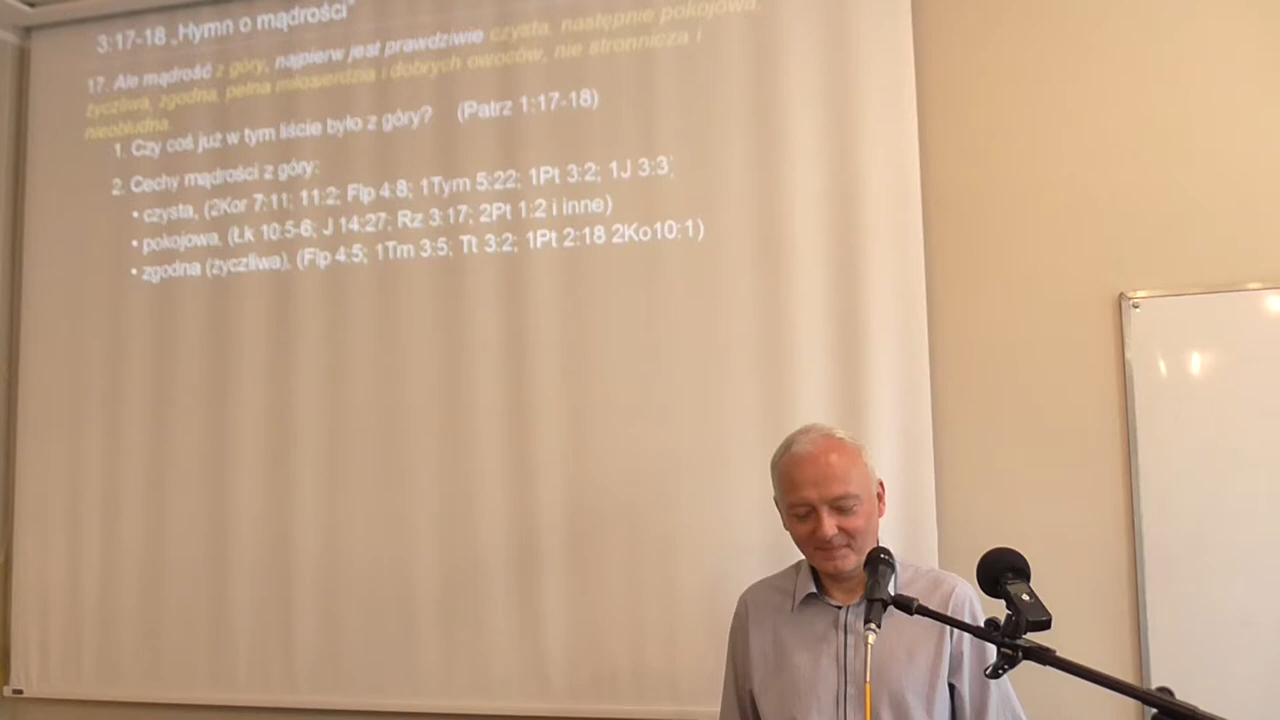 3:17-18 „Hymn o mądrości”
17. Ale mądrość z góry, najpierw jest prawdziwie czysta, następnie pokojowa,
życzliwa, zgodna, pełna miłosierdzia i dobrych owoców, nie stronnicza i
nieobłudna.
1. Czy coś już w tym liście było z góry? (Patrz 1:17-18)
2. Cechy mądrości z góry:
• czysta, (2Kor 7:11; 11:2; Flp 4:8; 1Tym 5:22; 1Pt 3:2; 1J 3:3;
• pokojowa, (Łk 10:5-6; J 14:27; Rz 3:17; 2Pt 1:2 i inne)
• zgodna (życzliwa), (Flp 4:5; 1Tm 3:5; Tt 3:2; 1Pt 2:18 2Ko10:1)